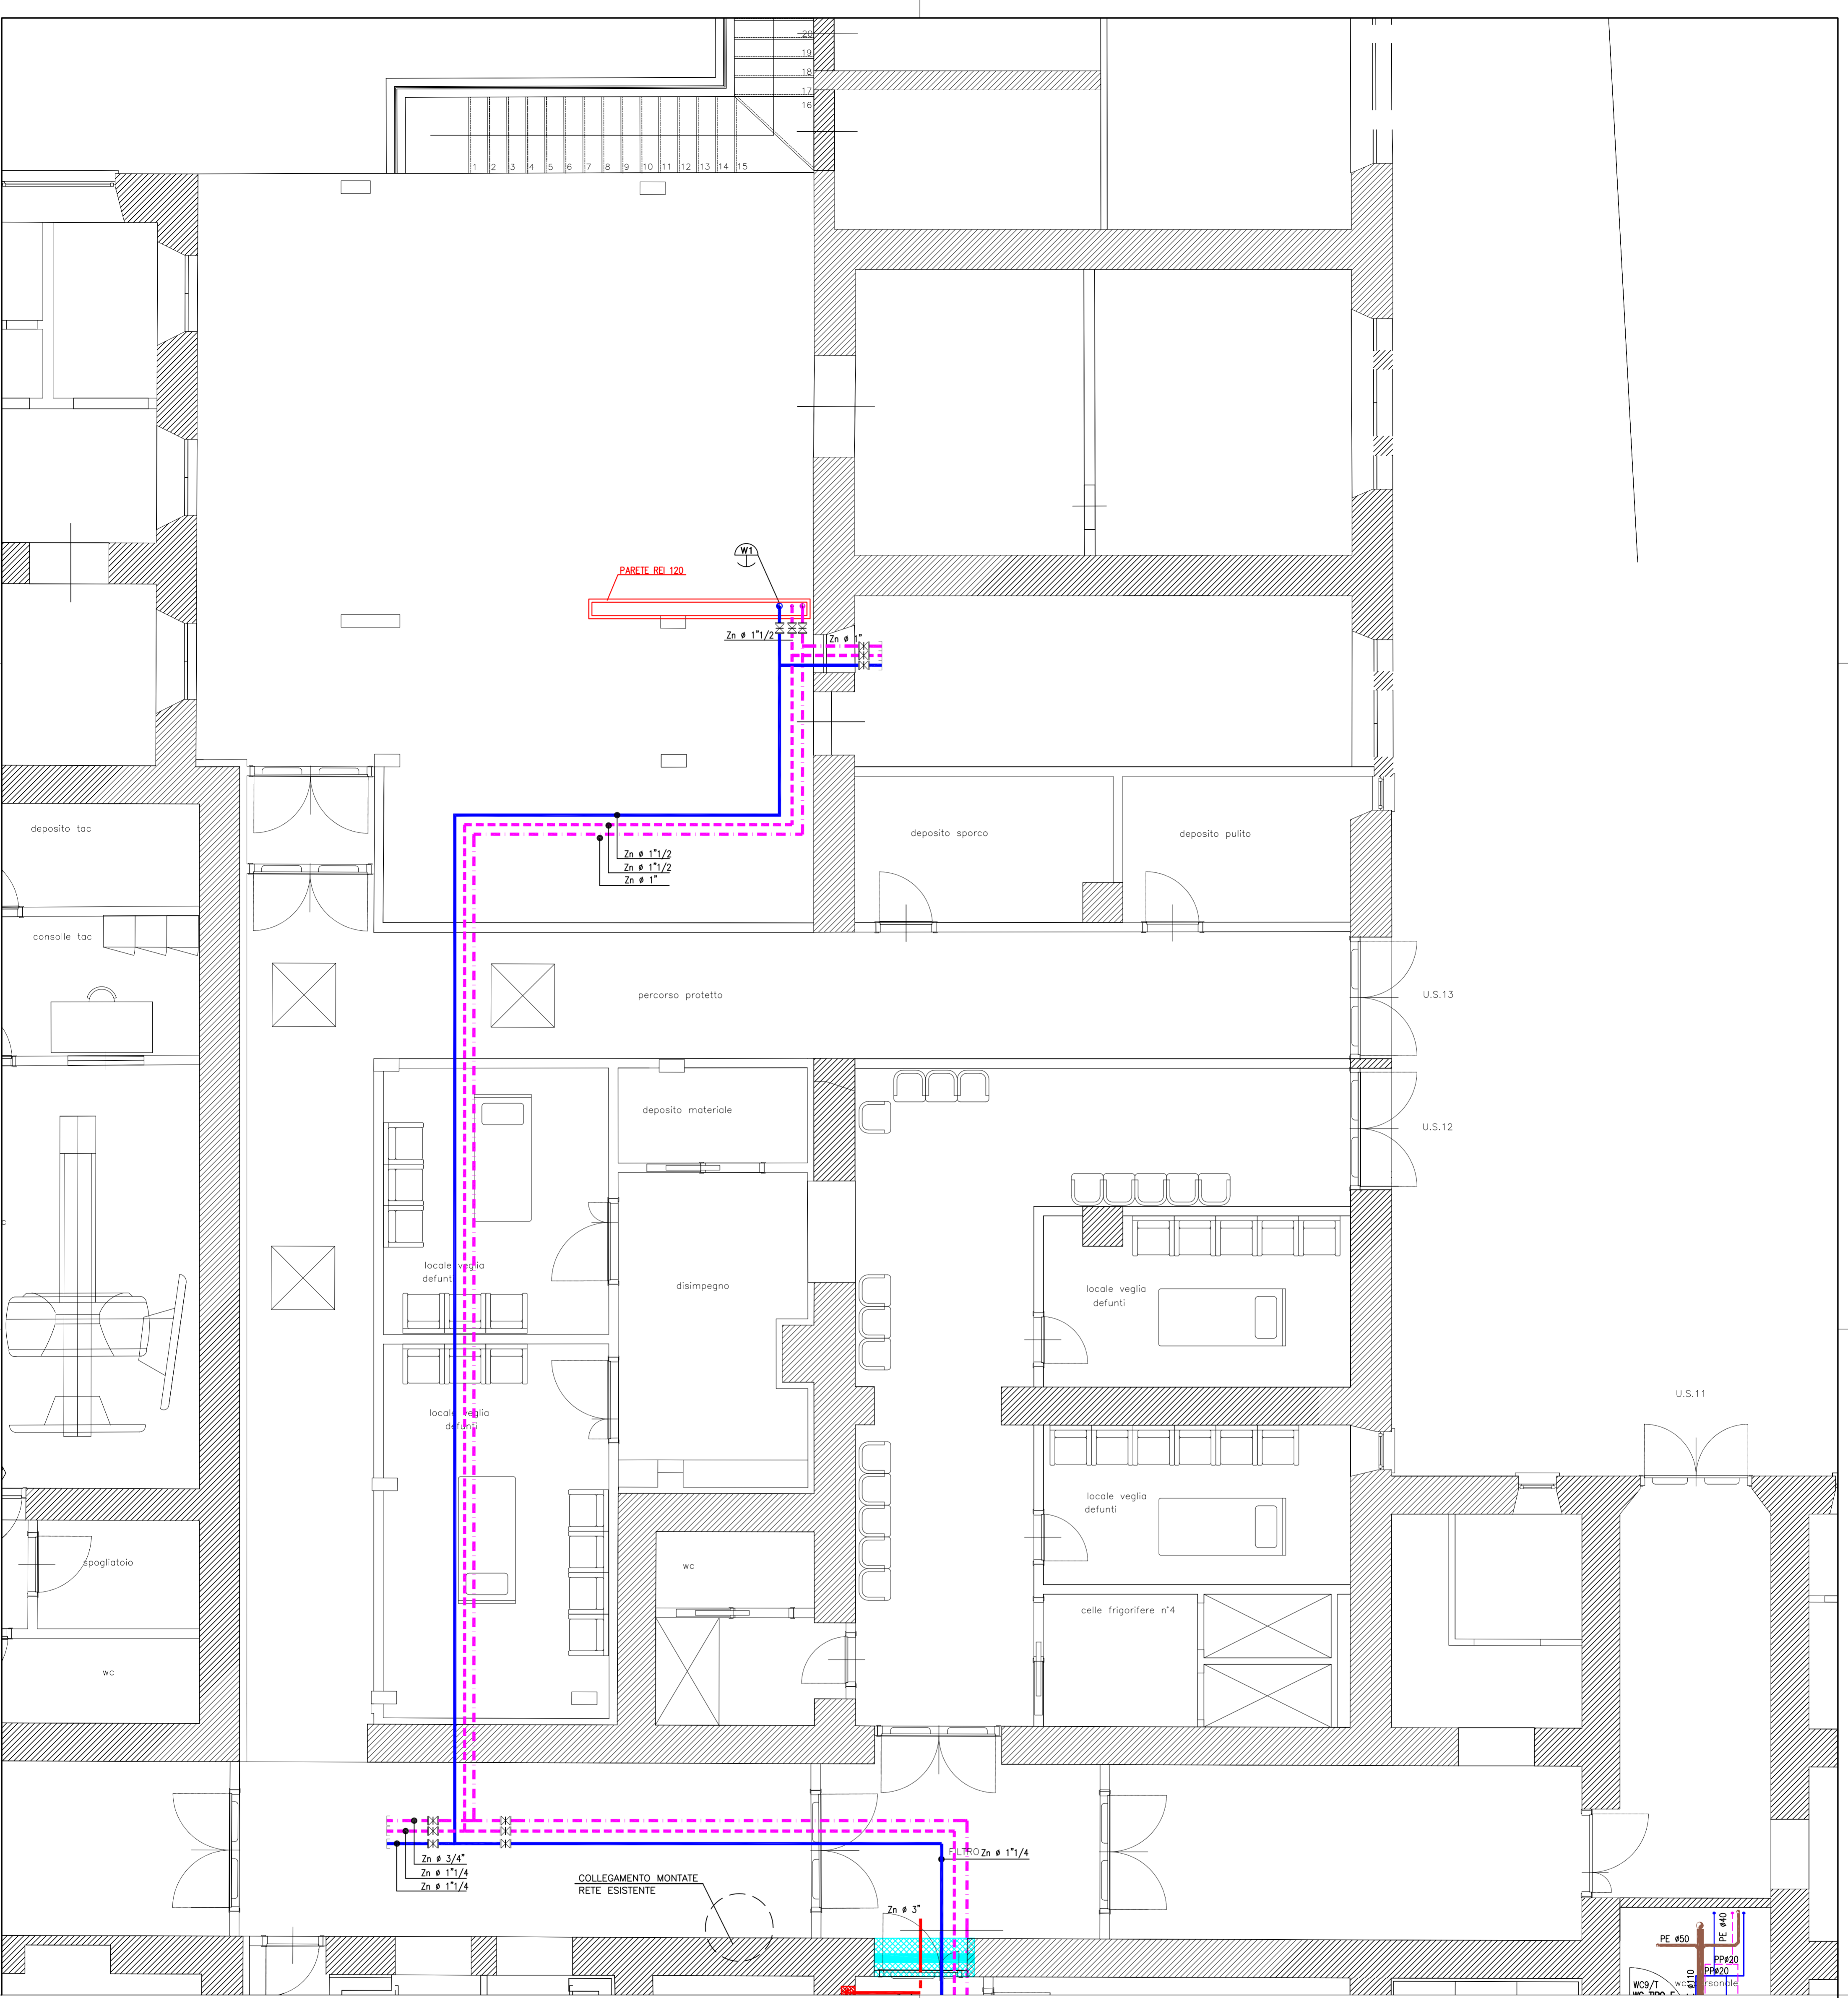 20
19
18
17
16
1 2 3 4 5 6 7 8 9 10 11 12 13 14 15
W1
PARETE REI 120
Zn ø 1"1/2
Zn ø 1"
deposito tac
deposito sporco
deposito pulito
Zn ø 1"1/2
Zn ø 1"1/2
Zn ø 1"
consolle tac
percorso protetto
U.S.13
deposito materiale
U.S.12
locale veglia
defunti
disimpegno
locale veglia
defunti
locale veglia
defunti
U.S.11
locale veglia
defunti
spogliatoio
wc
celle frigorifere n°4
wc
Zn ø 3/4"
Zn ø 1"1/4
Zn ø 1"1/4
FILTRO
Zn ø 1"1/4
COLLEGAMENTO MONTATE
RETE ESISTENTE
Zn ø 3"
PE ø50
PE ø40
PPø20
PPø20
ø110
WC9/T
wc personale